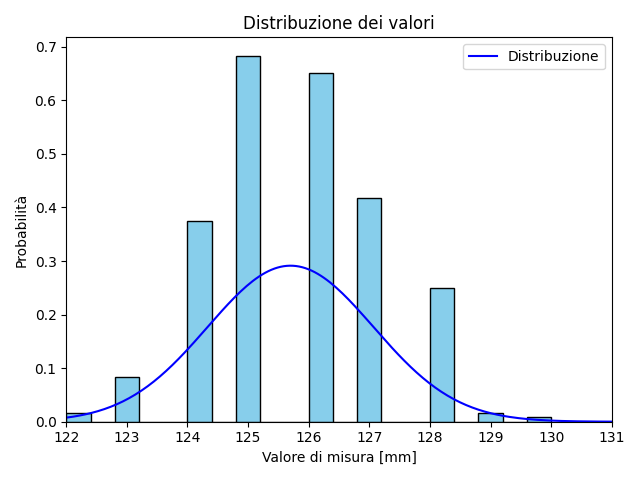 Distribuzione dei valori
Distribuzione
Probabilità
0.7
0.6
0.5
0.4
0.3
0.2
0.1
0.0
122 123 124 125 126 127 128 129 130 131
Valore di misura [mm]